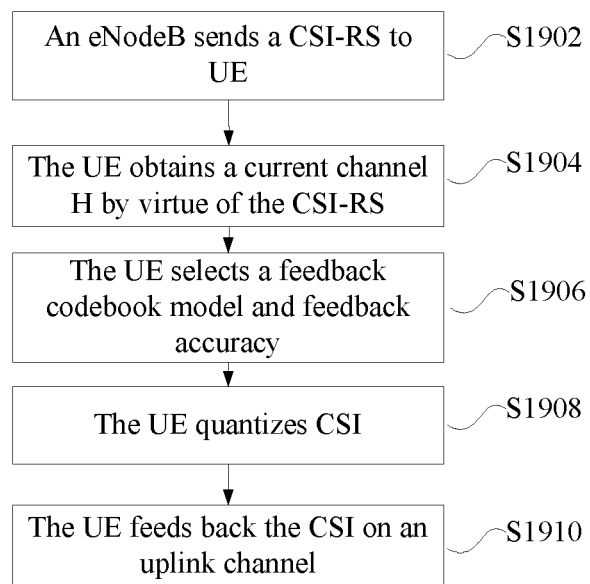 An eNodeB sends a CSI-RS to
UE
S1902
The UE obtains a current channel
H by virtue of the CSI-RS
S1904
The UE selects a feedback
codebook model and feedback
accuracy
S1906
The UE quantizes CSI
S1908
The UE feeds back the CSI on an
uplink channel
S1910